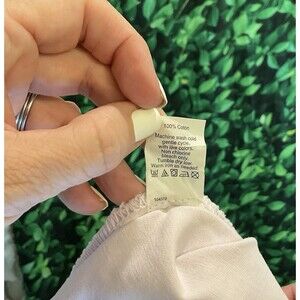 100% Cotton
Machine wash cold
gentle cycle
with like colors.
Non chlorine
bleach only.
Tumble dry low.
Warm iron as needed.